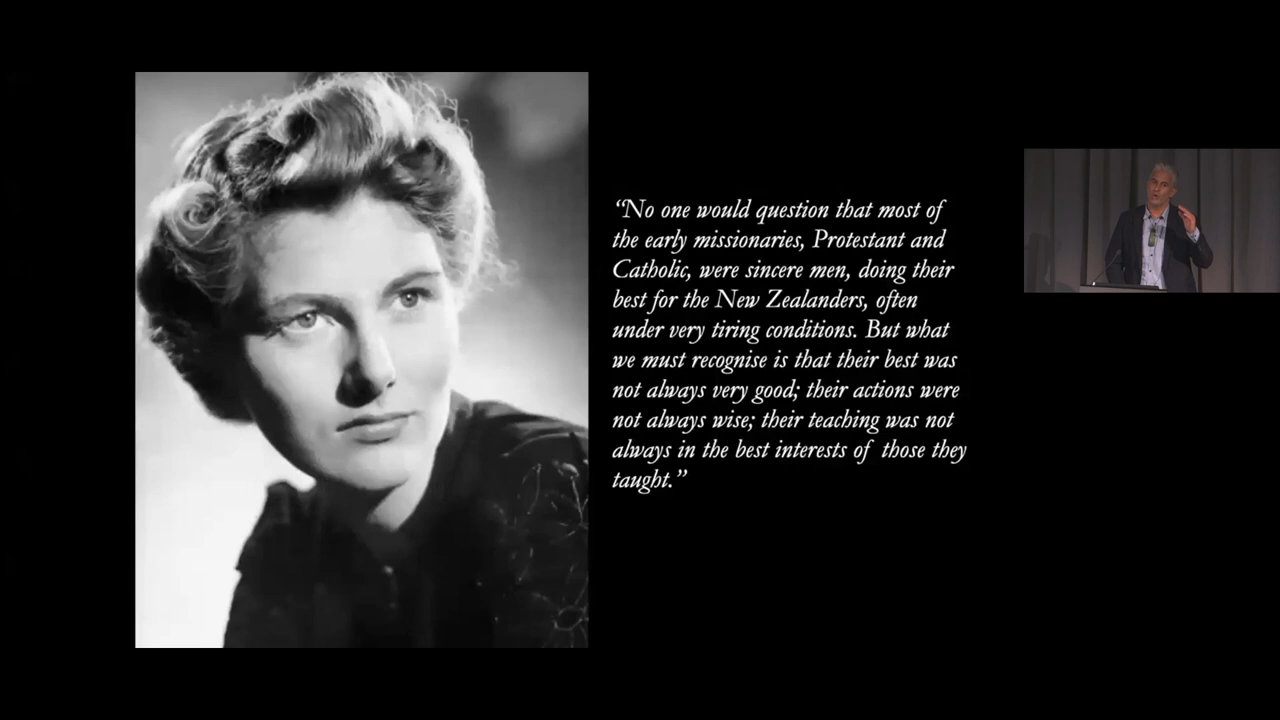 “No one would question that most of
the early missionaries, Protestant and
Catholic, were sincere men, doing their
best for the New Zealanders, often
under very tiring conditions. But what
we must recognise is that their best was
not always very good; their actions were
not always wise; their teaching was not
always in the best interests of those they
taught.”